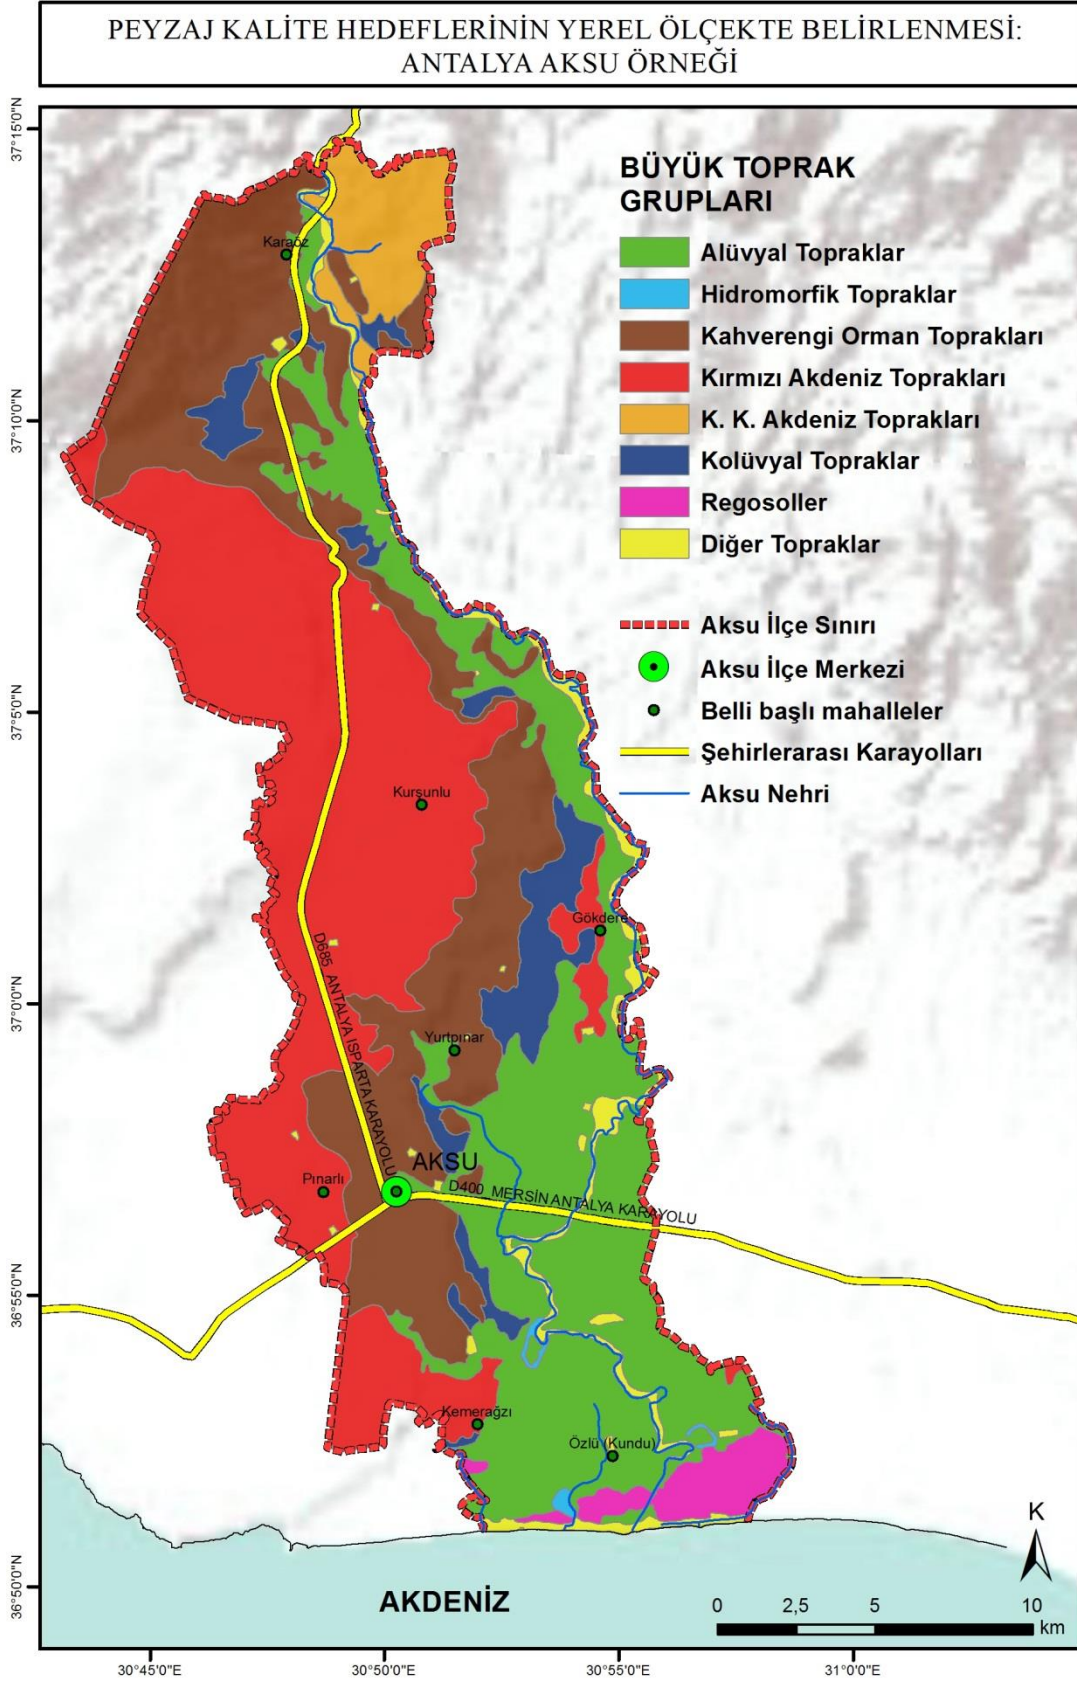 PEYZAJ KALİTE HEDEFLERİNİN YEREL ÖLÇEKTE BELİRLENMESİ:
ANTALYA AKSU ÖRNEĞİ
37°15'0"N
37°10'0"N
37°5'0"N
37°0'0"N
36°55'0"N
36°50'0"N
BÜYÜK TOPRAK
GRUPLARI
Alüvyal Topraklar
Hidromorfik Topraklar
Kahverengi Orman Toprakları
Kırmızı Akdeniz Toprakları
K. K. Akdeniz Toprakları
Kolüvyal Topraklar
Regosoller
Diğer Topraklar
Aksu İlçe Sınırı
Aksu İlçe Merkezi
Belli başlı mahalleler
Şehirlerarası Karayolları
Aksu Nehri
Karaöz
Kurşunlu
Gökdere
D685 ANTALYA ISPARTA KARAYOLU
Yurtpınar
AKSU
Pınarlı
D400 MERSİN ANTALYA KARAYOLU
Kemerağzı
Özlü (Kundu)
K
AKDENİZ
0 2,5 5 10
km
30°45'0"E 30°50'0"E 30°55'0"E 31°0'0"E